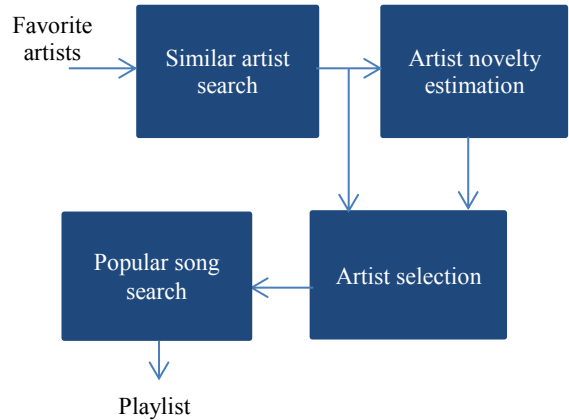 Favorite
artists
Similar artist
search
Artist novelty
estimation
Popular song
search
Artist selection
Playlist